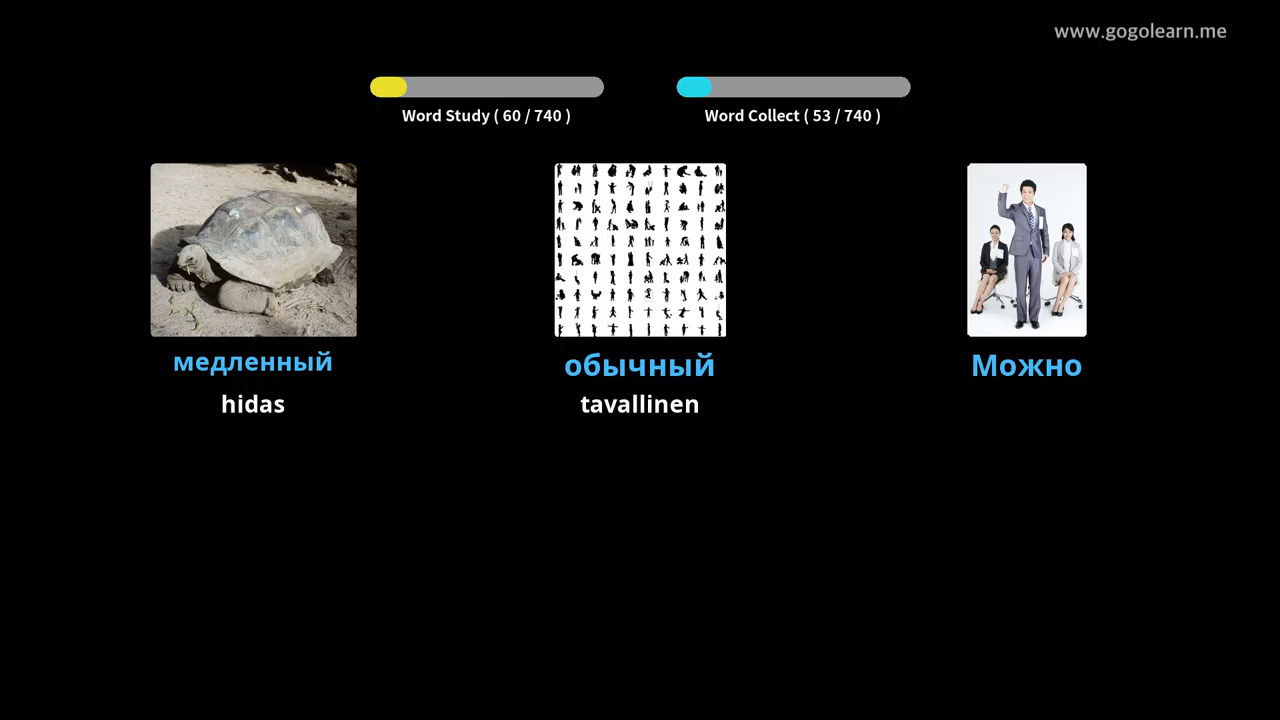 www.gogolearn.me
Word Study ( 60 / 740 )
Word Collect ( 53 / 740 )
медленный
обычный
Можно
hidas
tavallinen